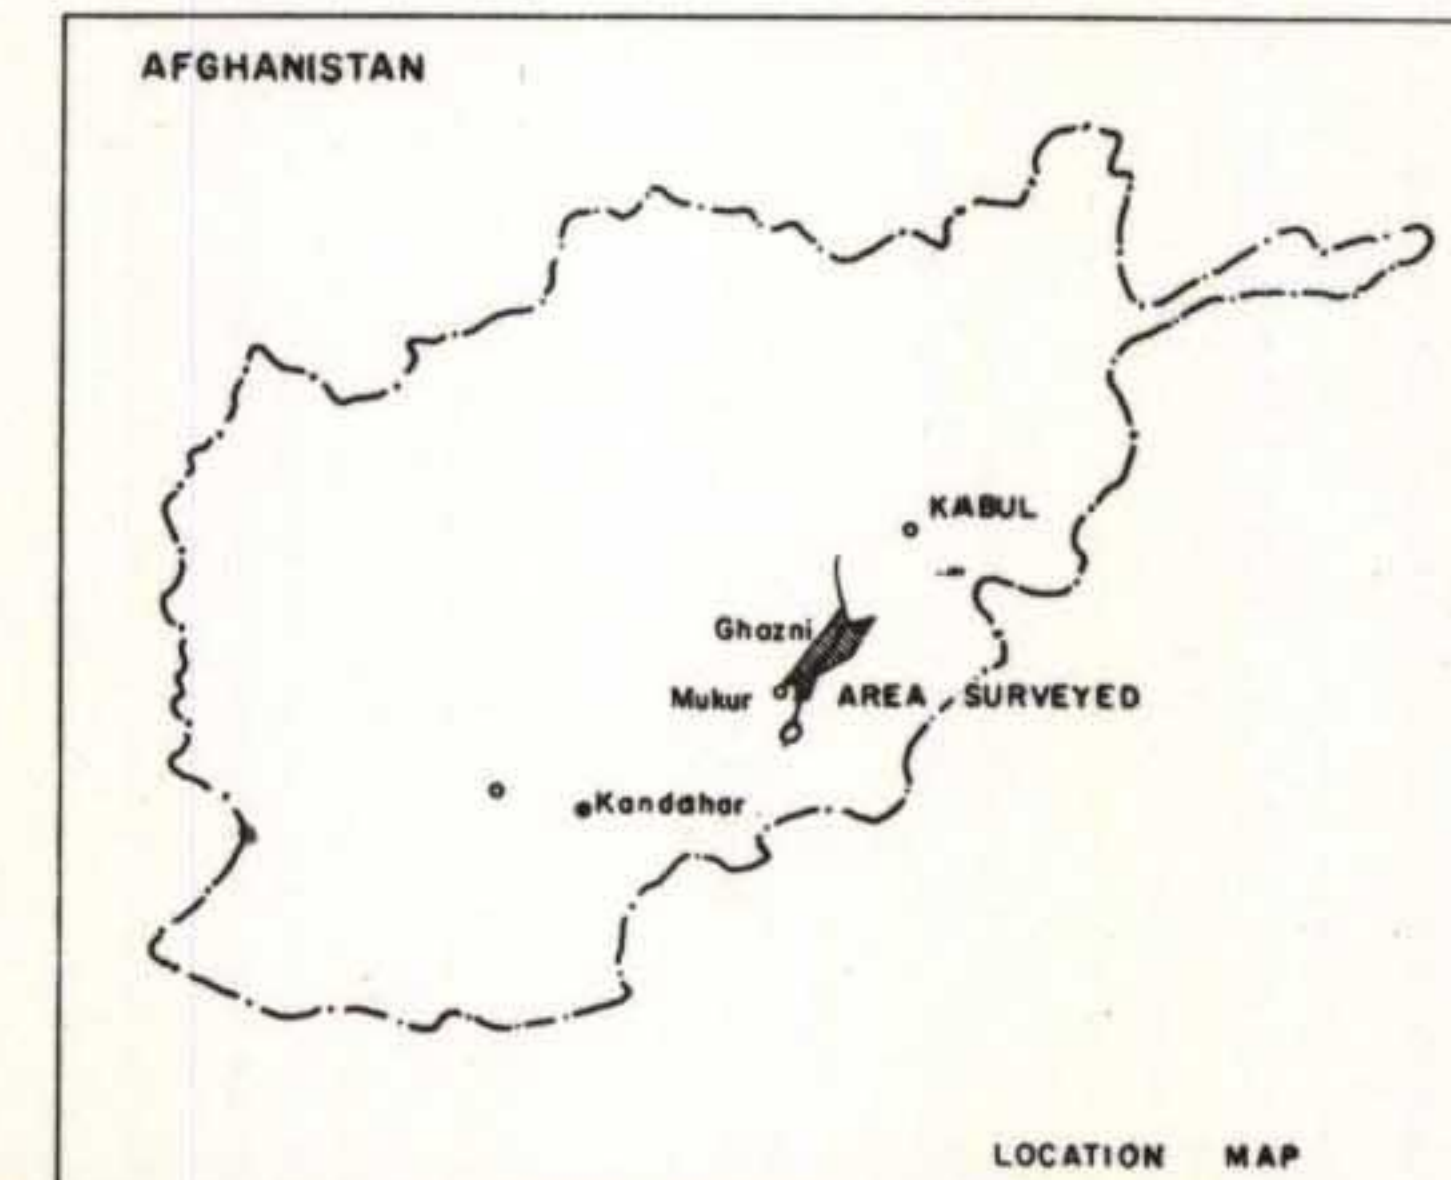 AFGHANISTAN
KABUL
Ghazni
Mukur
AREA SURVEYED
Kandahar
LOCATION MAP